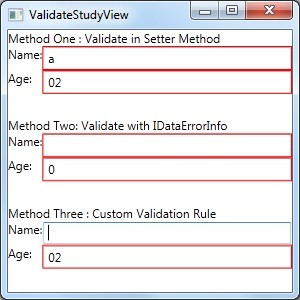 ValidateStudyView
Method One : Validate in Setter Method
Name: a
Age: 02
Method Two: Validate with IDataErrorInfo
Name:
Age: 0
Method Three : Custom Validation Rule
Name:
Age: 02